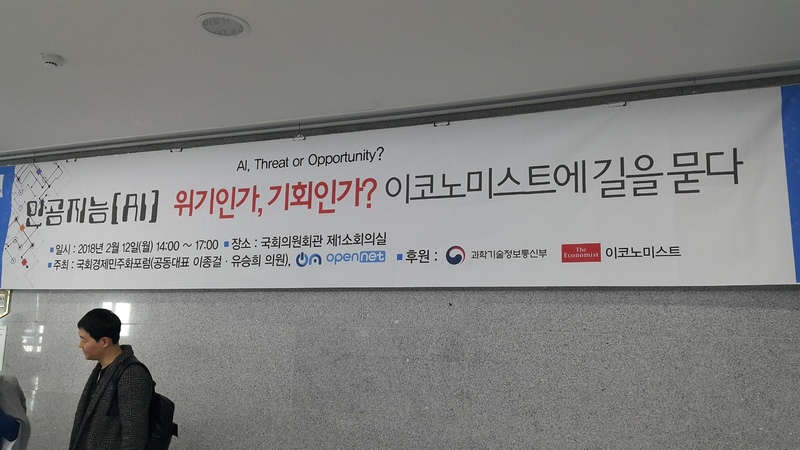 AI, Threat or Opportunity?
인공지능[AI] 위기인가, 기회인가? 이코노미스트에 길을 묻다
■ 일시 : 2018년 2월 12일(월) 14:00 ~ 17:00 ■ 장소 : 국회의원회관 제1소회의실
■ 주최 : 국회경제민주화포럼(공동대표 이종걸 · 유승희 의원), on opennet ■ 후원 : 과학기술정보통신부 The Economist 이코노미스트